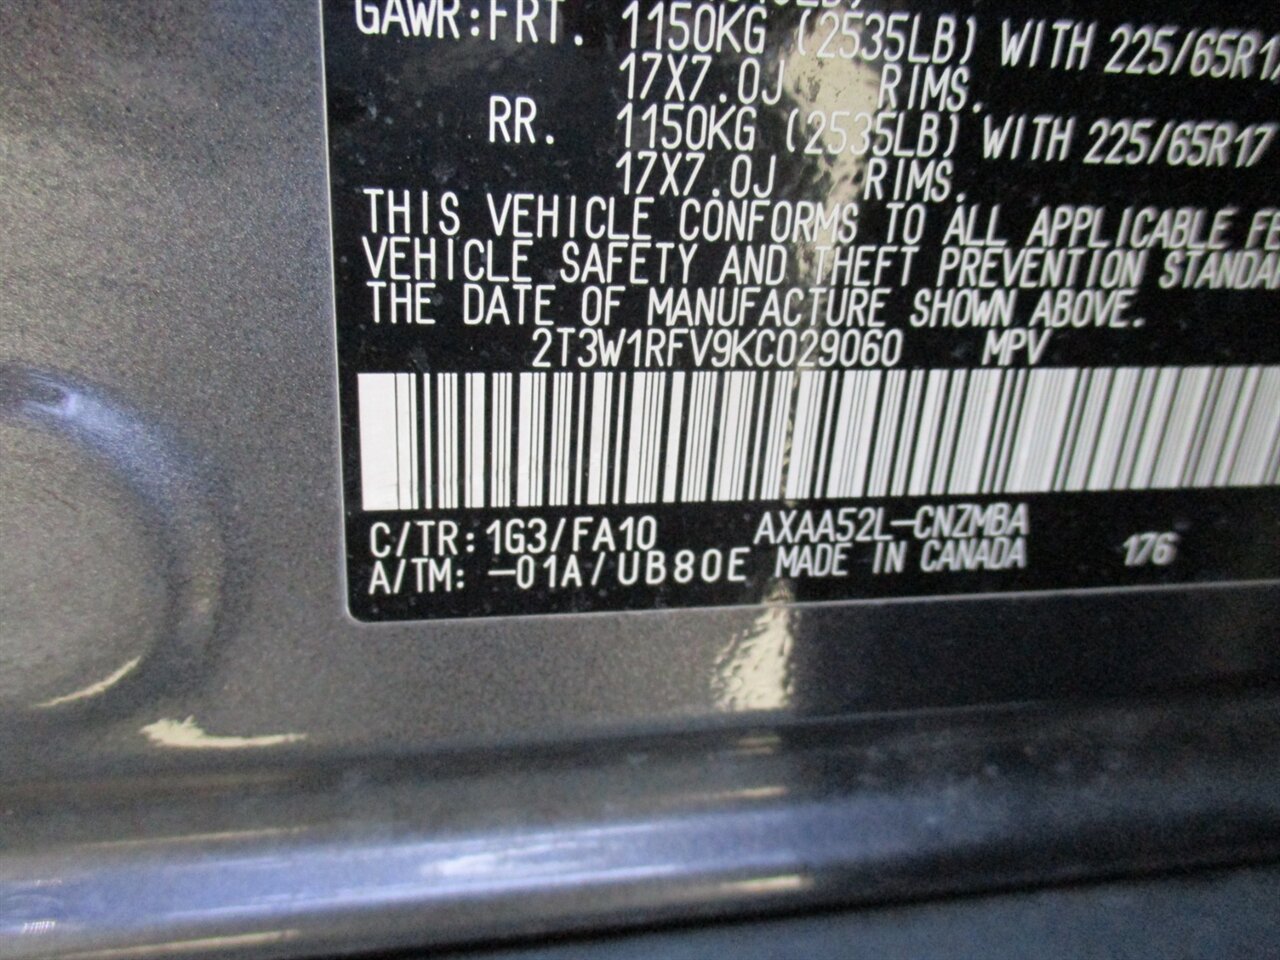 GAWR:FRT. 1150KG (2535LB) WITH 225/65R17
17X7.0J RIMS.
RR. 1150KG (2535LB) WITH 225/65R17
17X7.0J RIMS.
THIS VEHICLE CONFORMS TO ALL APPLICABLE FE
VEHICLE SAFETY AND THEFT PREVENTION STANDA
THE DATE OF MANUFACTURE SHOWN ABOVE.
2T3W1RFV9KC029060 MPV
C/TR: 1G3/FA10 AXAA52L-CNZMBA
A/TM: -01A/UB80E MADE IN CANADA 176